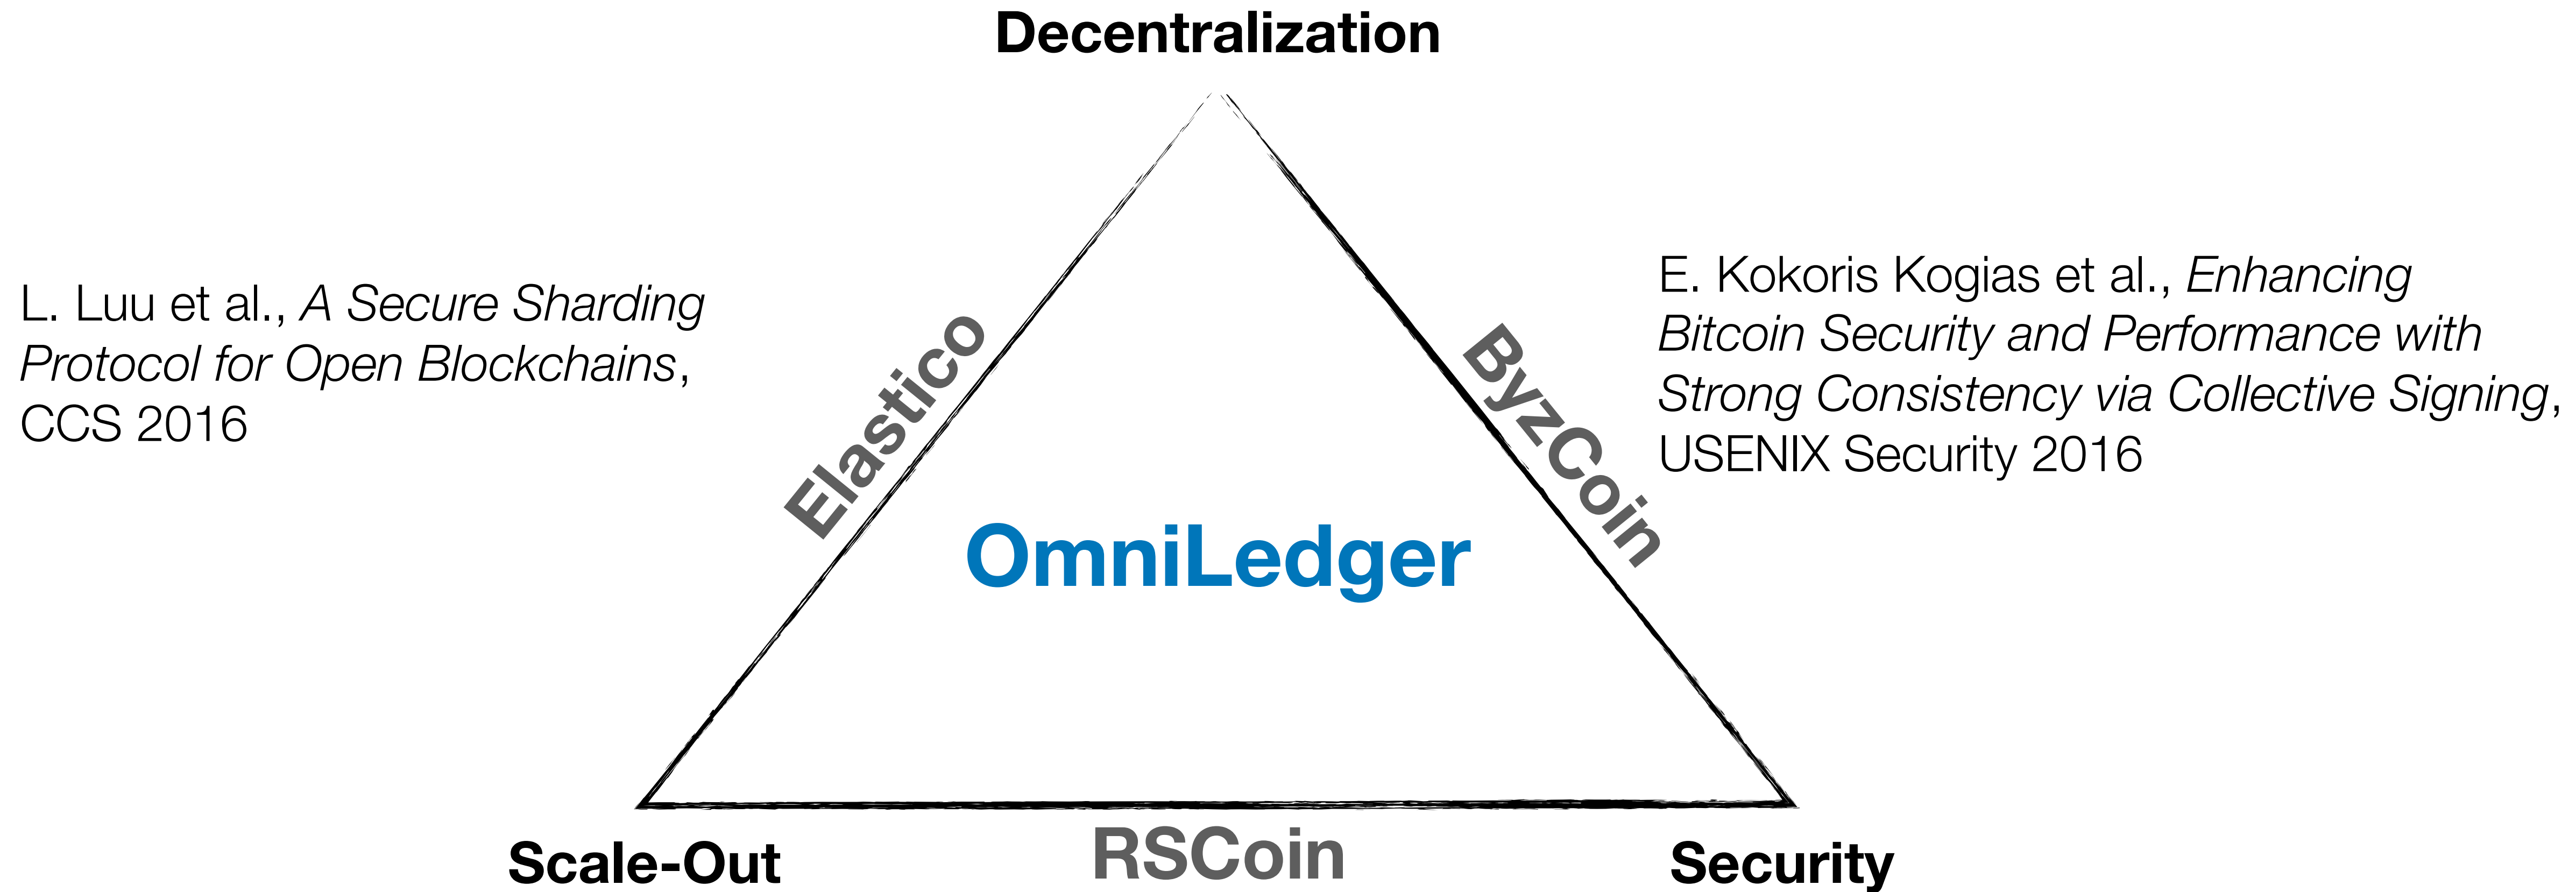 Decentralization
L. Luu et al., A Secure Sharding
Protocol for Open Blockchains,
CCS 2016
Elastico
ByzCoin
E. Kokoris Kogias et al., Enhancing
Bitcoin Security and Performance with
Strong Consistency via Collective Signing,
USENIX Security 2016
OmniLedger
Scale-Out
RSCoin
Security